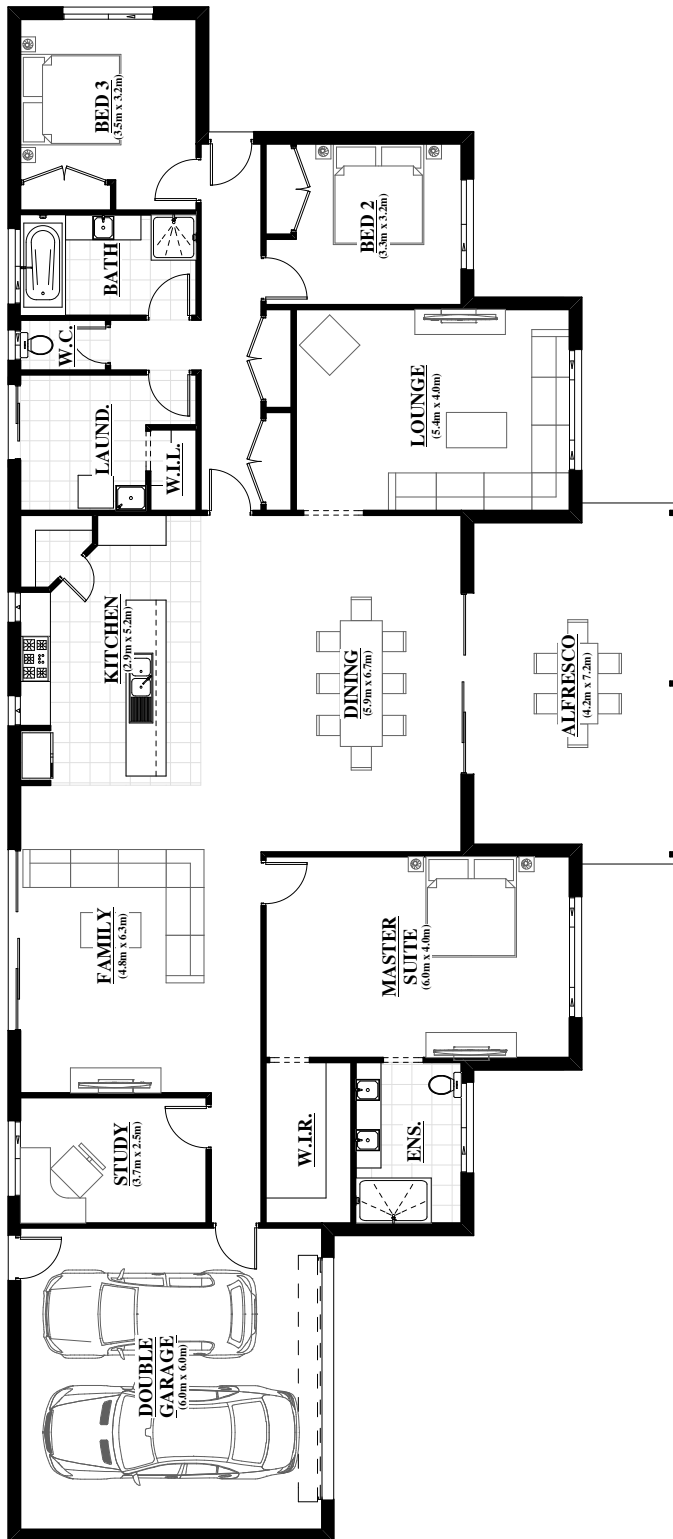 BED 3
(3.5m x 3.2m)
BED 2
(3.3m x 3.2m)
BATH
W.C.
LOUNGE
(5.4m x 4.0m)
LAUND.
W.I.L.
KITCHEN
(2.9m x 5.2m)
DINING
(5.9m x 6.7m)
ALFRESCO
(4.2m x 7.2m)
FAMILY
(4.8m x 6.3m)
MASTER
SUITE
(6.0m x 4.0m)
STUDY
(3.7m x 2.5m)
W.I.R.
ENS.
DOUBLE
GARAGE
(6.0m x 6.0m)